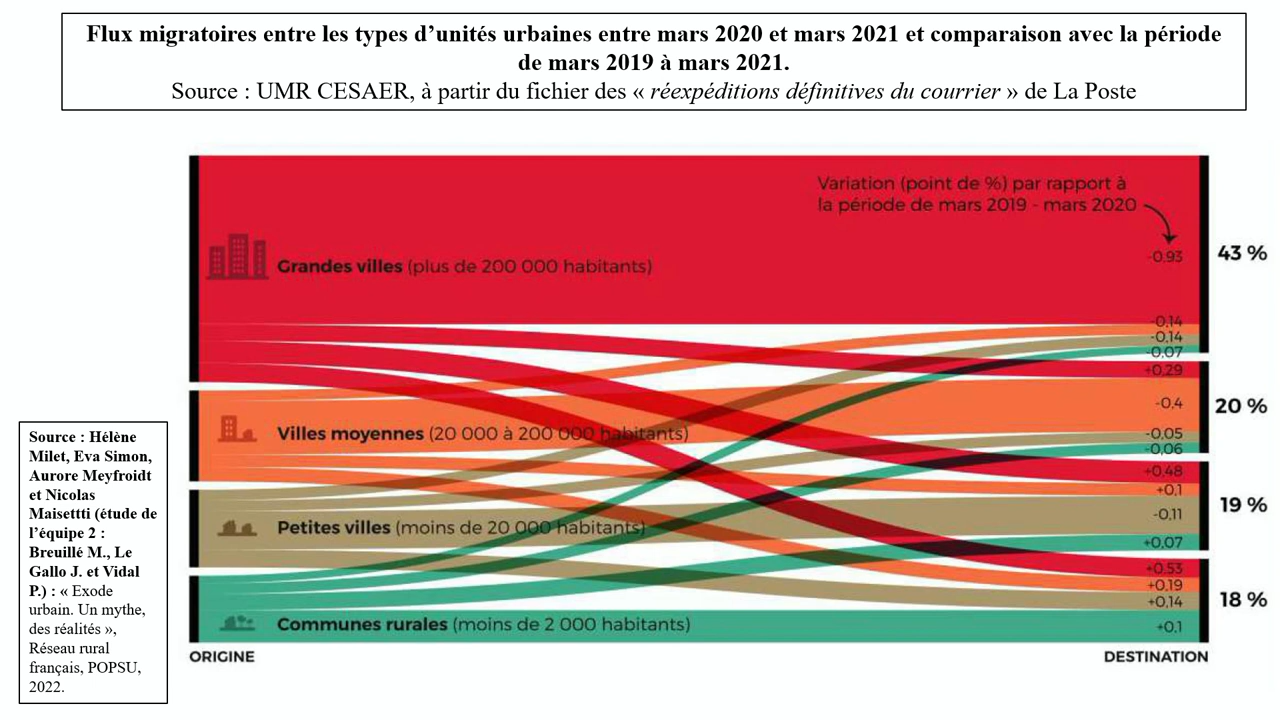 Flux migratoires entre les types d’unités urbaines entre mars 2020 et mars 2021 et comparaison avec la période
de mars 2019 à mars 2021.
Source : UMR CESAER, à partir du fichier des « réexpéditions définitives du courrier » de La Poste
Variation (point de %) par rapport à
la période de mars 2019 - mars 2020
Grandes villes (plus de 200 000 habitants)
-0,93
43 %
-0,14
-0,14
-0,07
+0,29
Villes moyennes (20 000 à 200 000 habitants)
-0,4
20 %
-0,05
-0,06
+0,48
+0,1
Petites villes (moins de 20 000 habitants)
-0,11
19 %
+0,07
+0,53
+0,19
+0,14
18 %
Communes rurales (moins de 2 000 habitants)
+0,1
ORIGINE
DESTINATION
Source : Hélène
Milet, Eva Simon,
Aurore Meyfroidt
et Nicolas
Maisettti (étude de
l’équipe 2 :
Breuillé M., Le
Gallo J. et Vidal
P.) : « Exode
urbain. Un mythe,
des réalités »,
Réseau rural
français, POPSU,
2022.